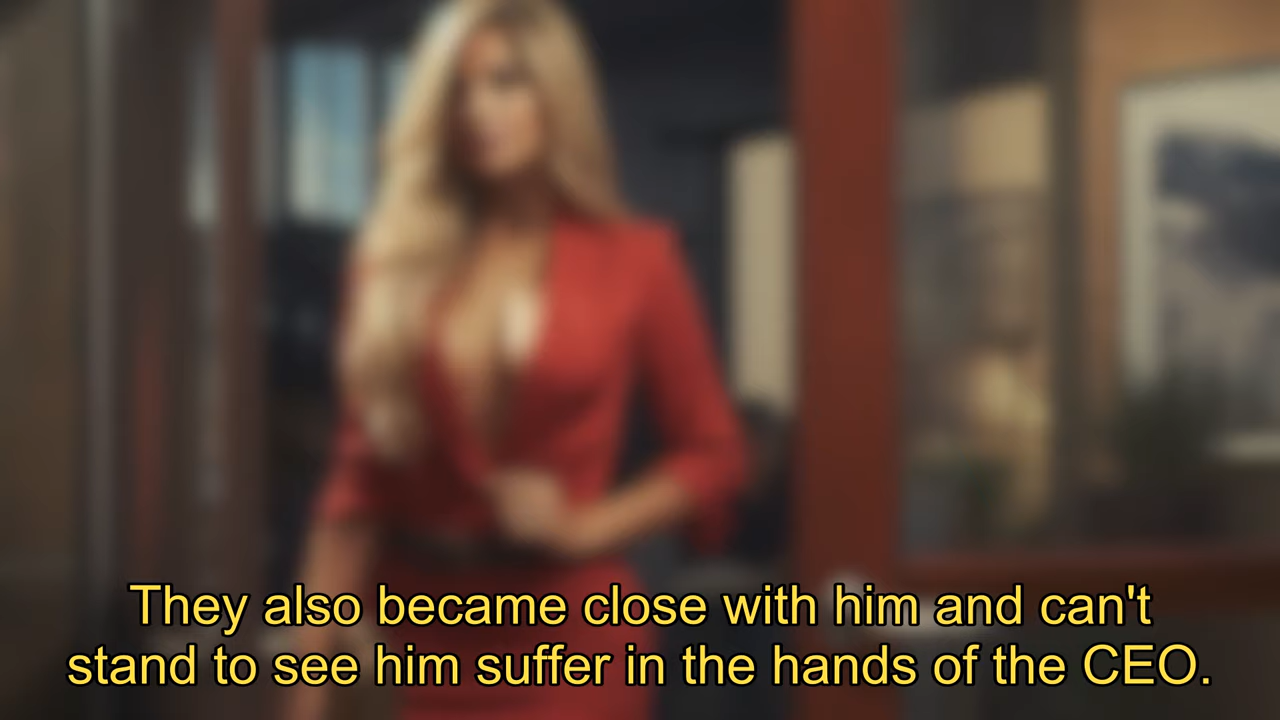 They also became close with him and can't
stand to see him suffer in the hands of the CEO.